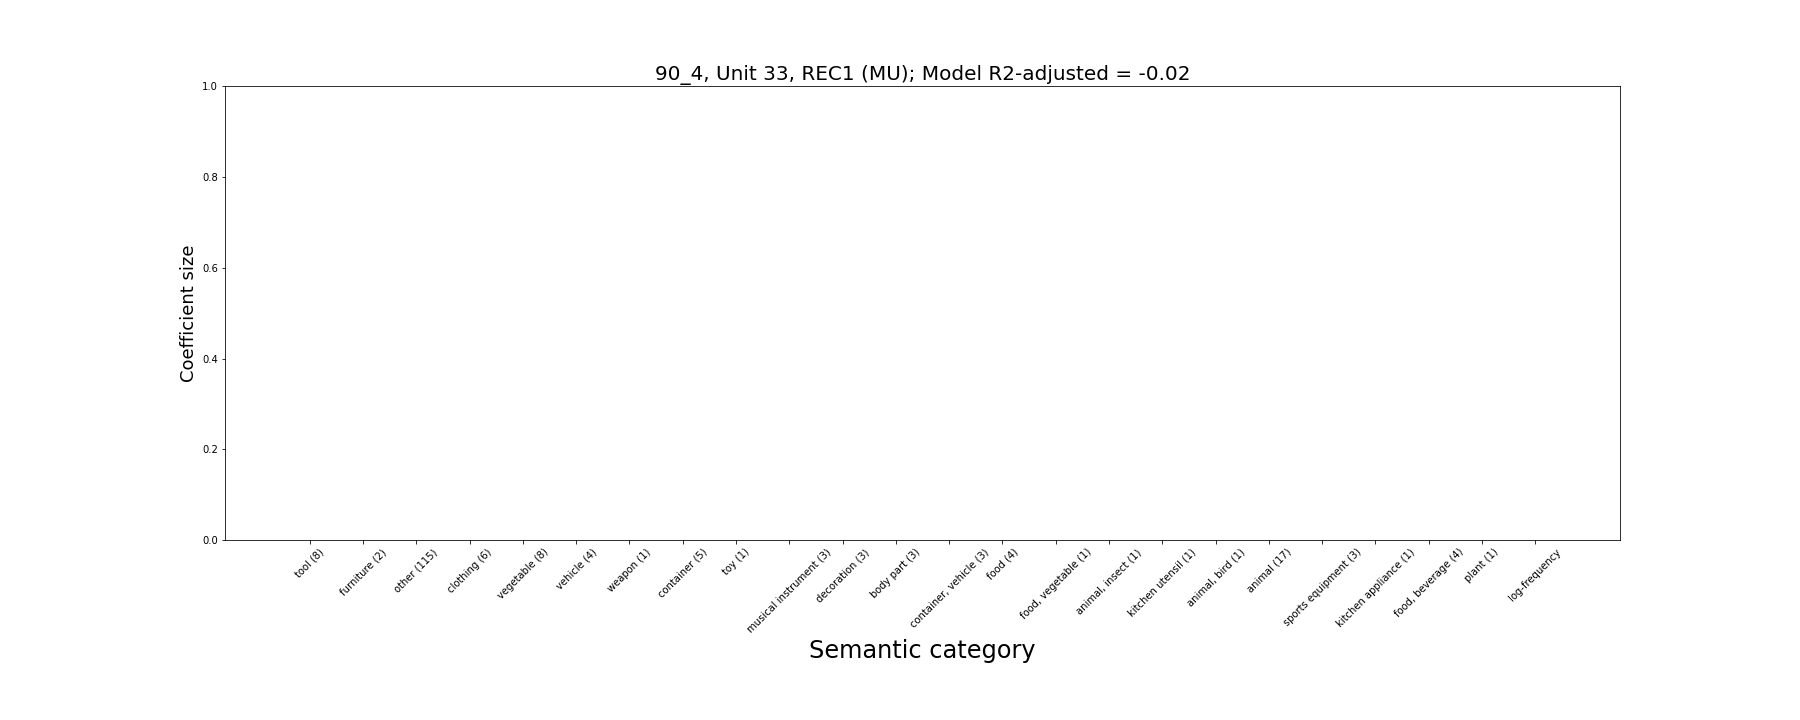 90_4, Unit 33, REC1 (MU); Model R2-adjusted = -0.02
1.0
0.8
0.6
0.4
0.2
0.0
Coefficient size
tool (8)
furniture (2)
other (115)
clothing (6)
vegetable (8)
vehicle (4)
weapon (1)
container (5)
toy (1)
musical instrument (3)
decoration (3)
body part (3)
container, vehicle (3)
food (4)
food, vegetable (1)
animal, insect (1)
kitchen utensil (1)
animal, bird (1)
animal (17)
sports equipment (3)
kitchen appliance (1)
food, beverage (4)
plant (1)
log-frequency
Semantic category